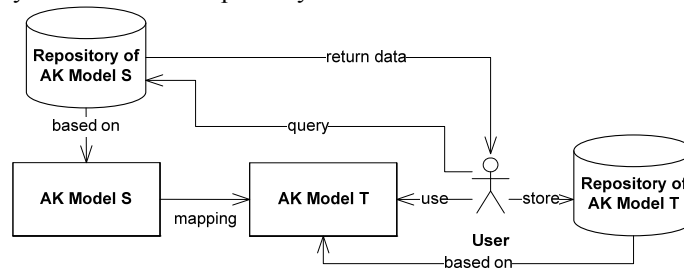 Repository of
AK Model S
return data
based on
query
AK Model S
mapping
AK Model T
use
store
Repository of
AK Model T
User
based on